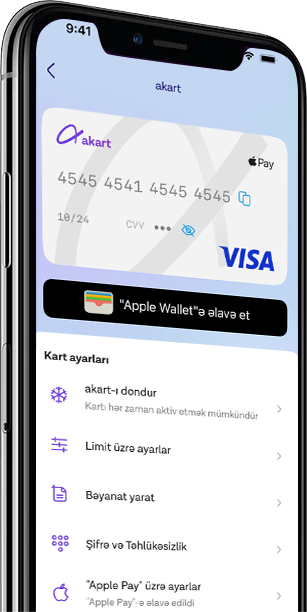 9:41
akart
akart
Pay
4545 4541 4545 4545
10/24 CVV •••
VISA
"Apple Wallet"ə əlavə et
Kart ayarları
akart-ı dondur
Kartı hər zaman aktiv etmək mümkündür
Limit üzrə ayarlar
Bəyanat yarat
Şifrə və Təhlükəsizlik
"Apple Pay" üzrə ayarlar
"Apple Pay"-ə əlavə edildi